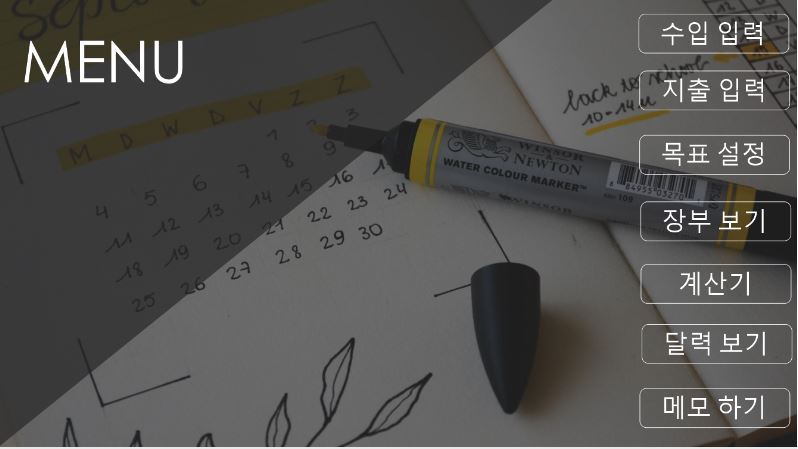 September
MENU
M D W D V Z Z
1 2 3
4 5 6 7 8 9
11 12 13 14 15 16
18 19 20 21 22 23 24
25 26 27 28 29 30
back to school
10-14u
WINSOR
&
NEWTON
WATER COLOUR MARKER™
수입 입력
지출 입력
목표 설정
장부 보기
계산기
달력 보기
메모 하기